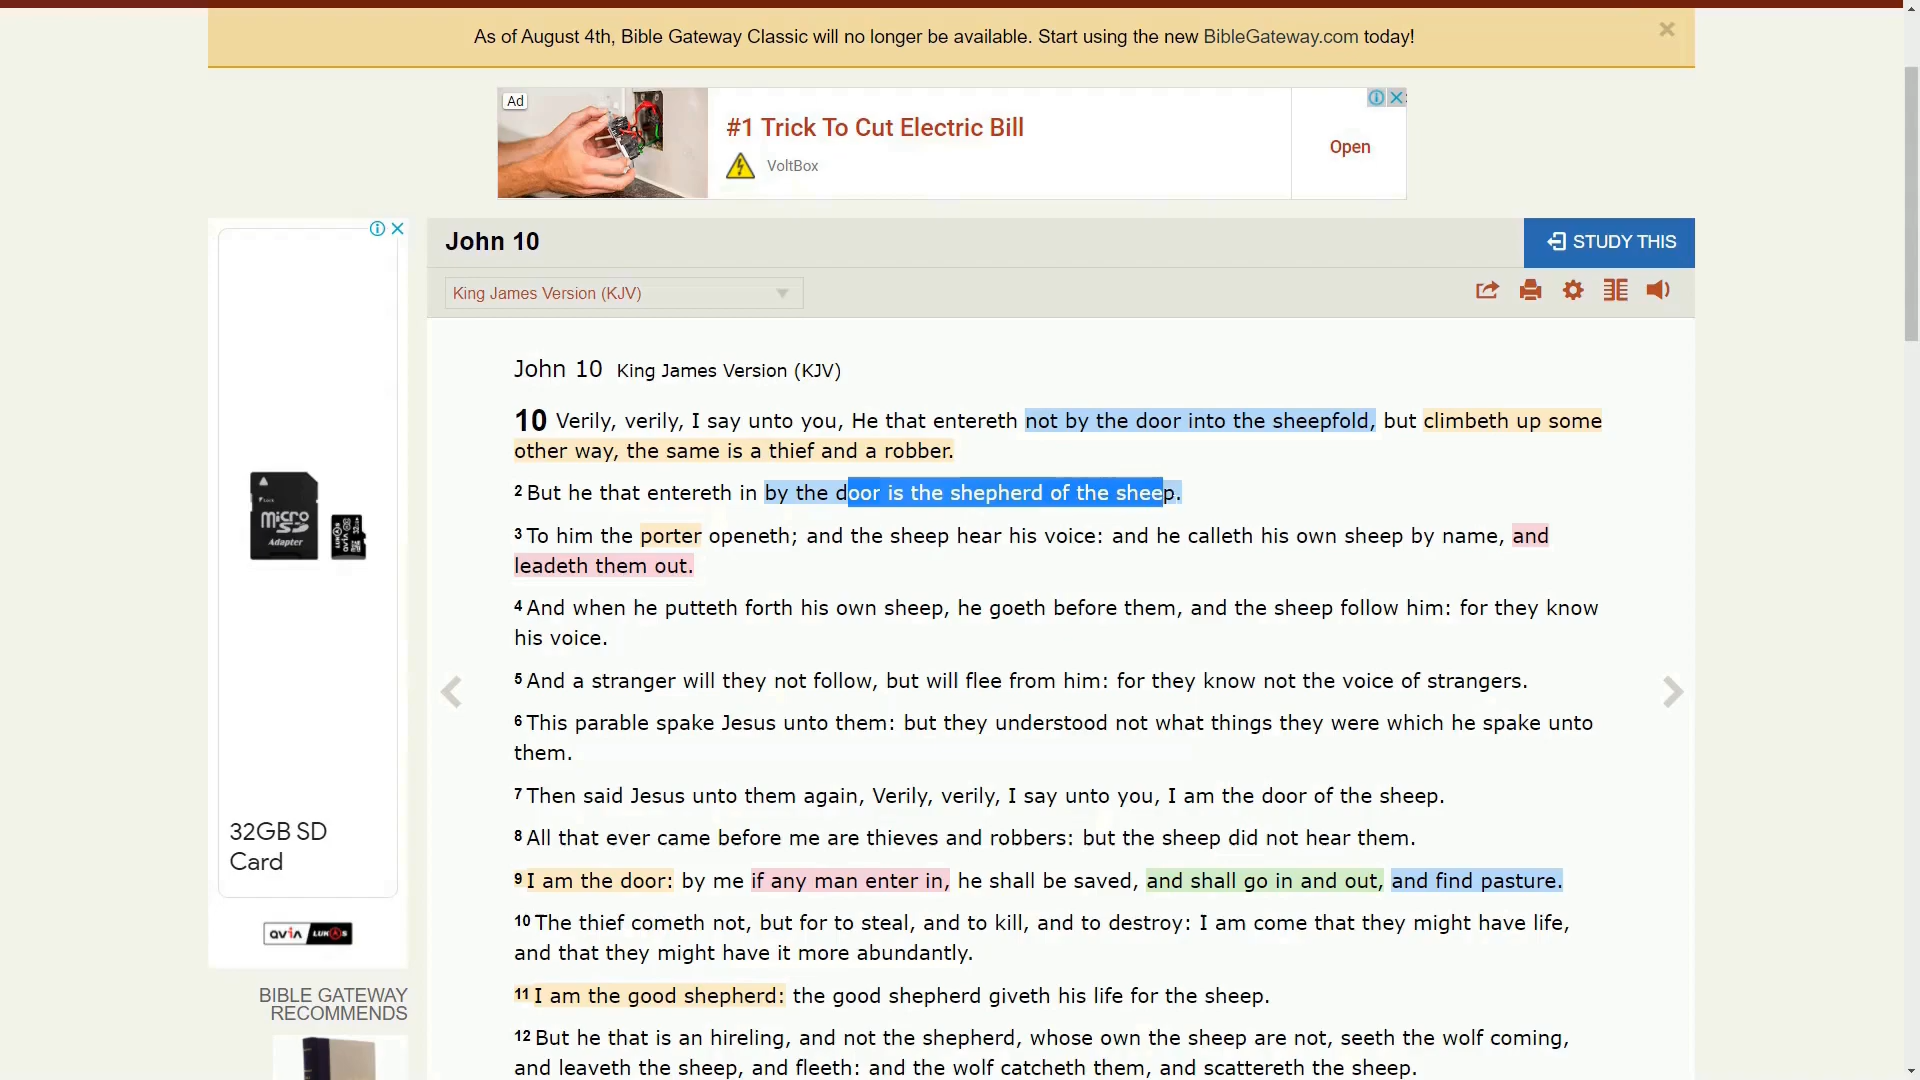 As of August 4th, Bible Gateway Classic will no longer be available. Start using the new BibleGateway.com today!
Ad
#1 Trick To Cut Electric Bill
VoltBox
Open
John 10
STUDY THIS
King James Version (KJV)
John 10 King James Version (KJV)
10 Verily, verily, I say unto you, He that entereth not by the door into the sheepfold, but climbeth up some
other way, the same is a thief and a robber.
2 But he that entereth in by the door is the shepherd of the sheep.
3 To him the porter openeth; and the sheep hear his voice: and he calleth his own sheep by name, and
leadeth them out.
4 And when he putteth forth his own sheep, he goeth before them, and the sheep follow him: for they know
his voice.
5 And a stranger will they not follow, but will flee from him: for they know not the voice of strangers.
6 This parable spake Jesus unto them: but they understood not what things they were which he spake unto
them.
7 Then said Jesus unto them again, Verily, verily, I say unto you, I am the door of the sheep.
8 All that ever came before me are thieves and robbers: but the sheep did not hear them.
9 I am the door: by me if any man enter in, he shall be saved, and shall go in and out, and find pasture.
10 The thief cometh not, but for to steal, and to kill, and to destroy: I am come that they might have life,
and that they might have it more abundantly.
11 I am the good shepherd: the good shepherd giveth his life for the sheep.
12 But he that is an hireling, and not the shepherd, whose own the sheep are not, seeth the wolf coming,
and leaveth the sheep, and fleeth: and the wolf catcheth them, and scattereth the sheep.
micro
Adapter
32GB SD
Card
avia LUKAS
BIBLE GATEWAY
RECOMMENDS